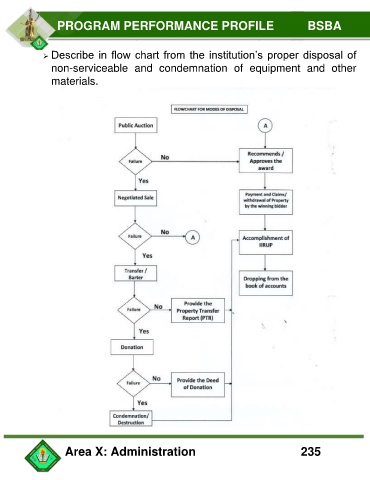 PROGRAM PERFORMANCE PROFILE BSBA
➢ Describe in flow chart from the institution's proper disposal of
non-serviceable and condemnation of equipment and other
materials.
FLOWCHART FOR MODES OF DISPOSAL
Public Auction
A
Failure
No
Recommends /
Approves the
award
Yes
Negotiated Sale
Payment and Claims/
withdrawal of Property
by the winning bidder
Failure
No
A
Accomplishment of
IIRUP
Yes
Transfer /
Barter
Dropping from the
book of accounts
Failure
No
Provide the
Property Transfer
Report (PTR)
Yes
Donation
Failure
No
Provide the Deed
of Donation
Yes
Condemnation/
Destruction
Area X: Administration 235